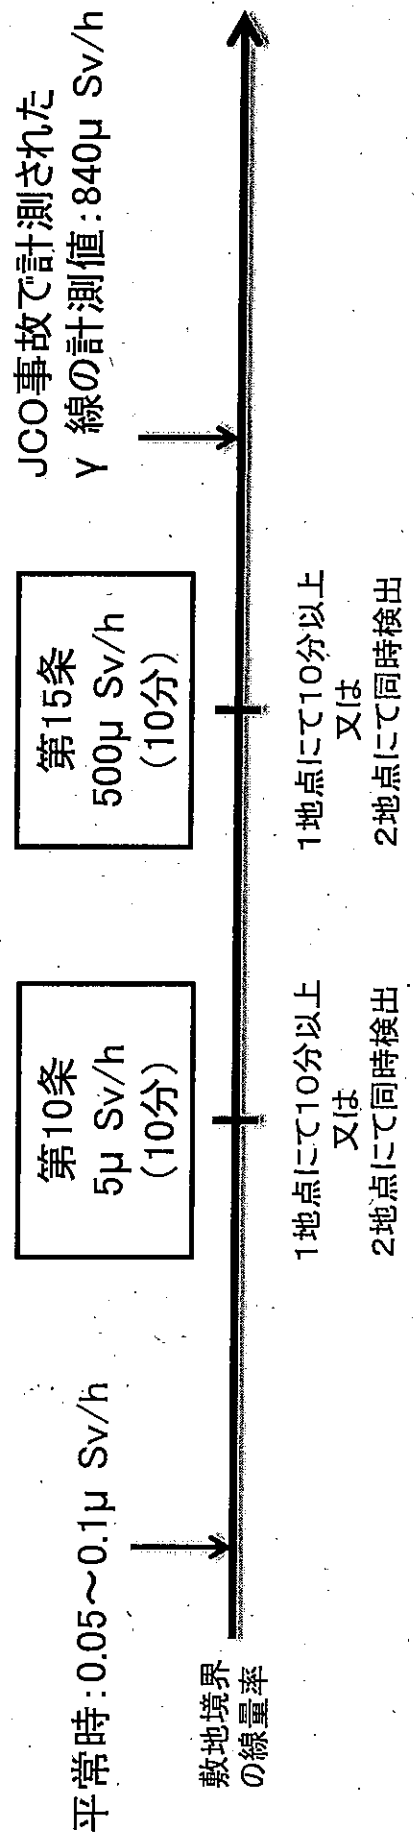 平常時：0.05～0.1μ Sv/h
敷地境界
の線量率
第10条
5μ Sv/h
(10分)
1地点にて10分以上
又は
2地点にて同時検出
第15条
500μ Sv/h
(10分)
1地点にて10分以上
又は
2地点にて同時検出
JCO事故で計測された
γ 線の計測値：840μ Sv/h